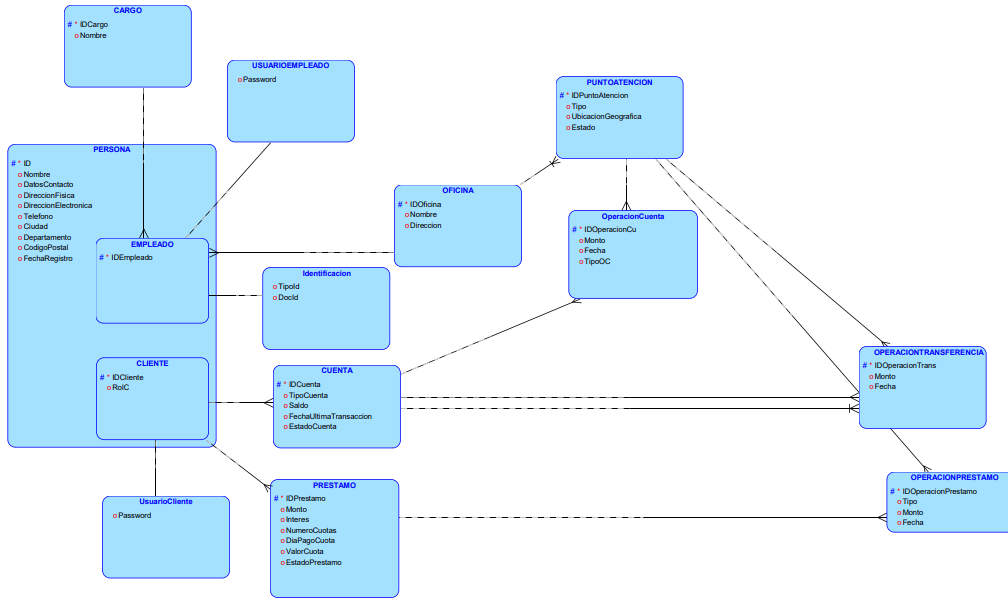 CARGO
# * IDCargo
o Nombre
USUARIOEMPLEADO
o Password
PUNTOATENCION
# * IDPuntoAtencion
o Tipo
o UbicacionGeografica
o Estado
PERSONA
# * ID
o Nombre
o DatosContacto
o DireccionFisica
o DireccionElectronica
o Telefono
o Ciudad
o Departamento
o CodigoPostal
o FechaRegistro
EMPLEADO
# * IDEmpleado
OFICINA
# * IDOficina
o Nombre
o Direccion
OperacionCuenta
# * IDOperacionCu
o Monto
o Fecha
o TipoOC
Identificacion
o TipoId
o DocId
CLIENTE
# * IDCliente
o RolC
CUENTA
# * IDCuenta
o TipoCuenta
o Saldo
o FechaUltimaTransaccion
o EstadoCuenta
OPERACIONTRANSFERENCIA
# * IDOperacionTrans
o Monto
o Fecha
UsuarioCliente
o Password
PRESTAMO
# * IDPrestamo
o Monto
o Interes
o NumeroCuotas
o DiaPagoCuota
o ValorCuota
o EstadoPrestamo
OPERACIONPRESTAMO
# * IDOperacionPrestamo
o Tipo
o Monto
o Fecha